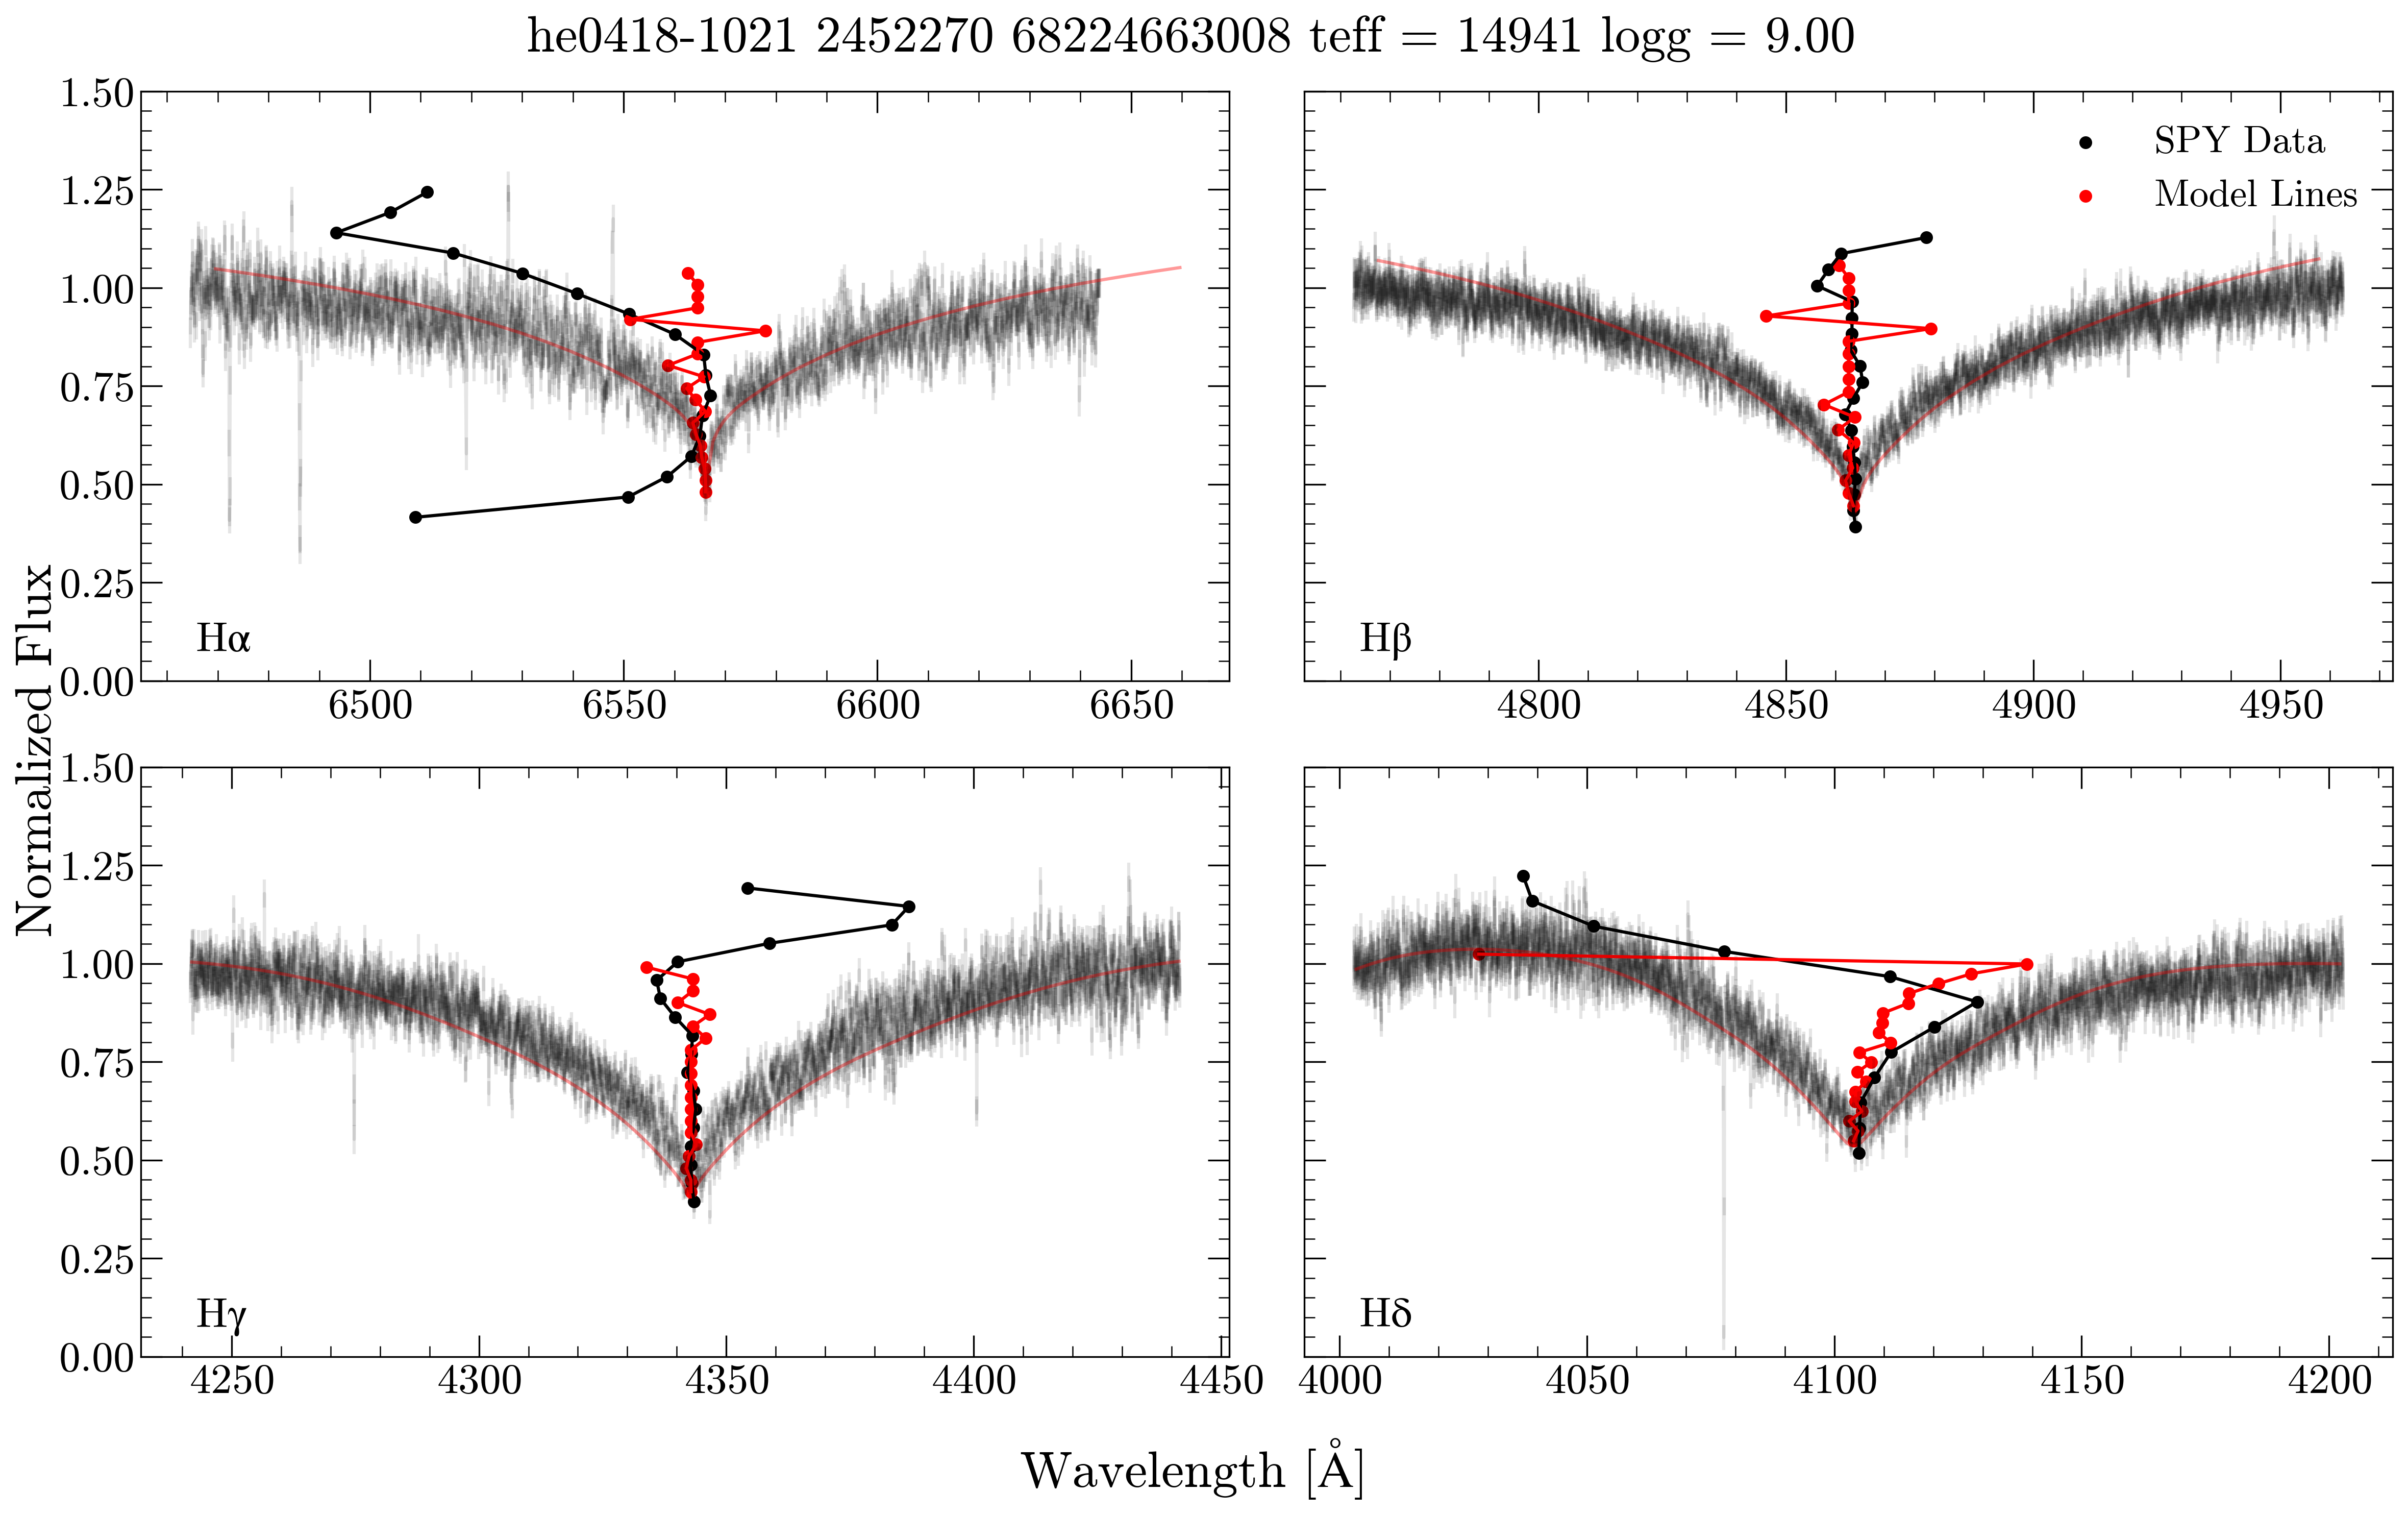 he0418-1021 2452270 68224663008 teff = 14941 logg = 9.00
Normalized Flux
1.50
1.25
1.00
0.75
0.50
0.25
0.00
Hα
6500 6550 6600 6650
SPY Data
Model Lines
Hβ
4800 4850 4900 4950
1.50
1.25
1.00
0.75
0.50
0.25
0.00
Hγ
4250 4300 4350 4400 4450
Hδ
4000 4050 4100 4150 4200
Wavelength [Å]